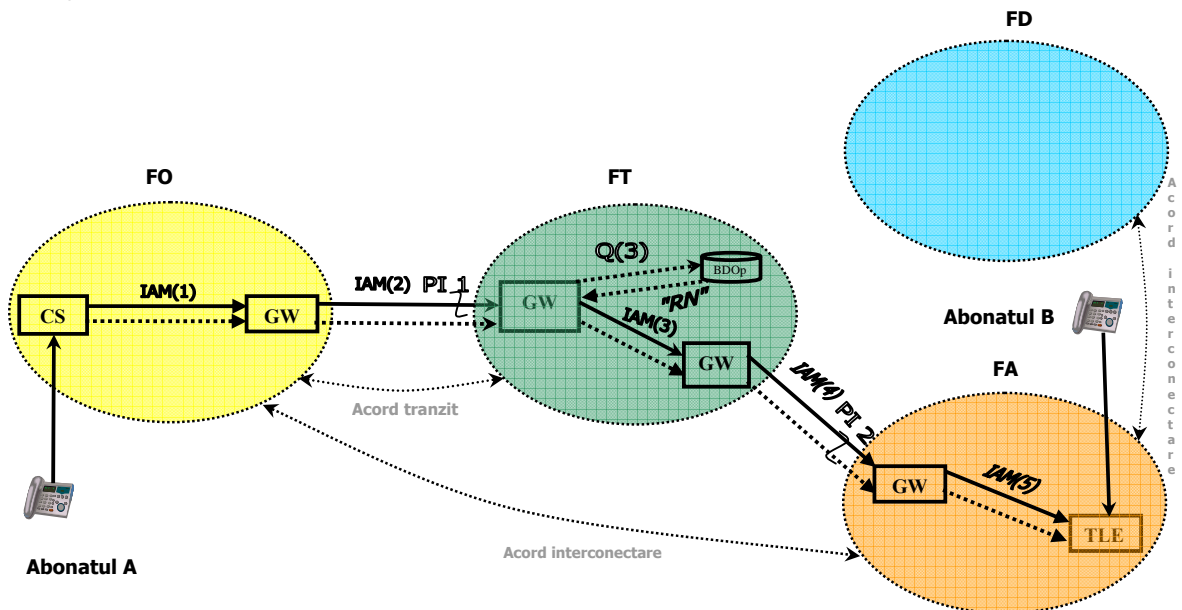 FD
FO
FT
Acord interconectare
Q(3)
BDOp
"RN"
IAM(1)
IAM(2) PI 1
CS
GW
GW
IAM(3)
GW
Abonatul B
FA
IAM(4) PI 2
Acord tranzit
GW
IAM(5)
TLE
Acord interconectare
Abonatul A